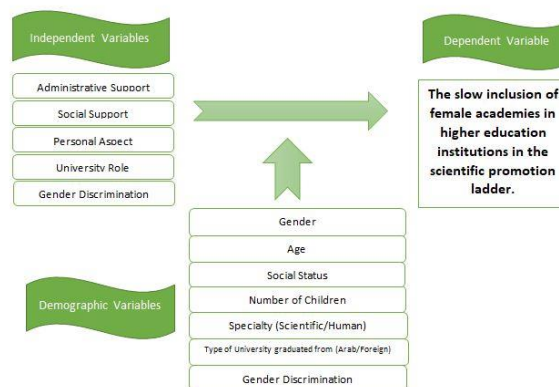 Independent Variables
Administrative Support
Social Support
Personal Aspect
University Role
Gender Discrimination
Dependent Variable
The slow inclusion of
female academies in
higher education
institutions in the
scientific promotion
ladder.
Demographic Variables
Gender
Age
Social Status
Number of Children
Specialty (Scientific/Human)
Type of University graduated from (Arab/Foreign)
Gender Discrimination